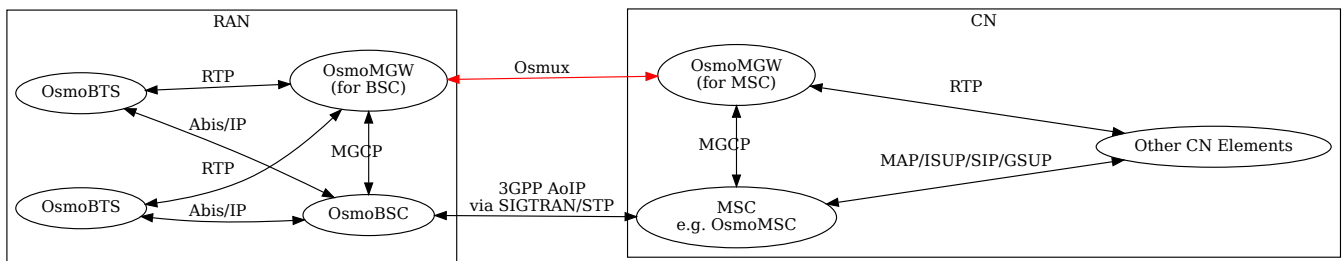 RAN
CN
OsmoBTS
RTP
OsmoMGW
(for BSC)
Osmux
OsmoMGW
(for MSC)
RTP
Abis/IP
MGCP
MGCP
Other CN Elements
RTP
MAP/ISUP/SIP/GSUP
OsmoBTS
Abis/IP
OsmoBSC
3GPP AoIP
via SIGTRAN/STP
MSC
e.g. OsmoMSC